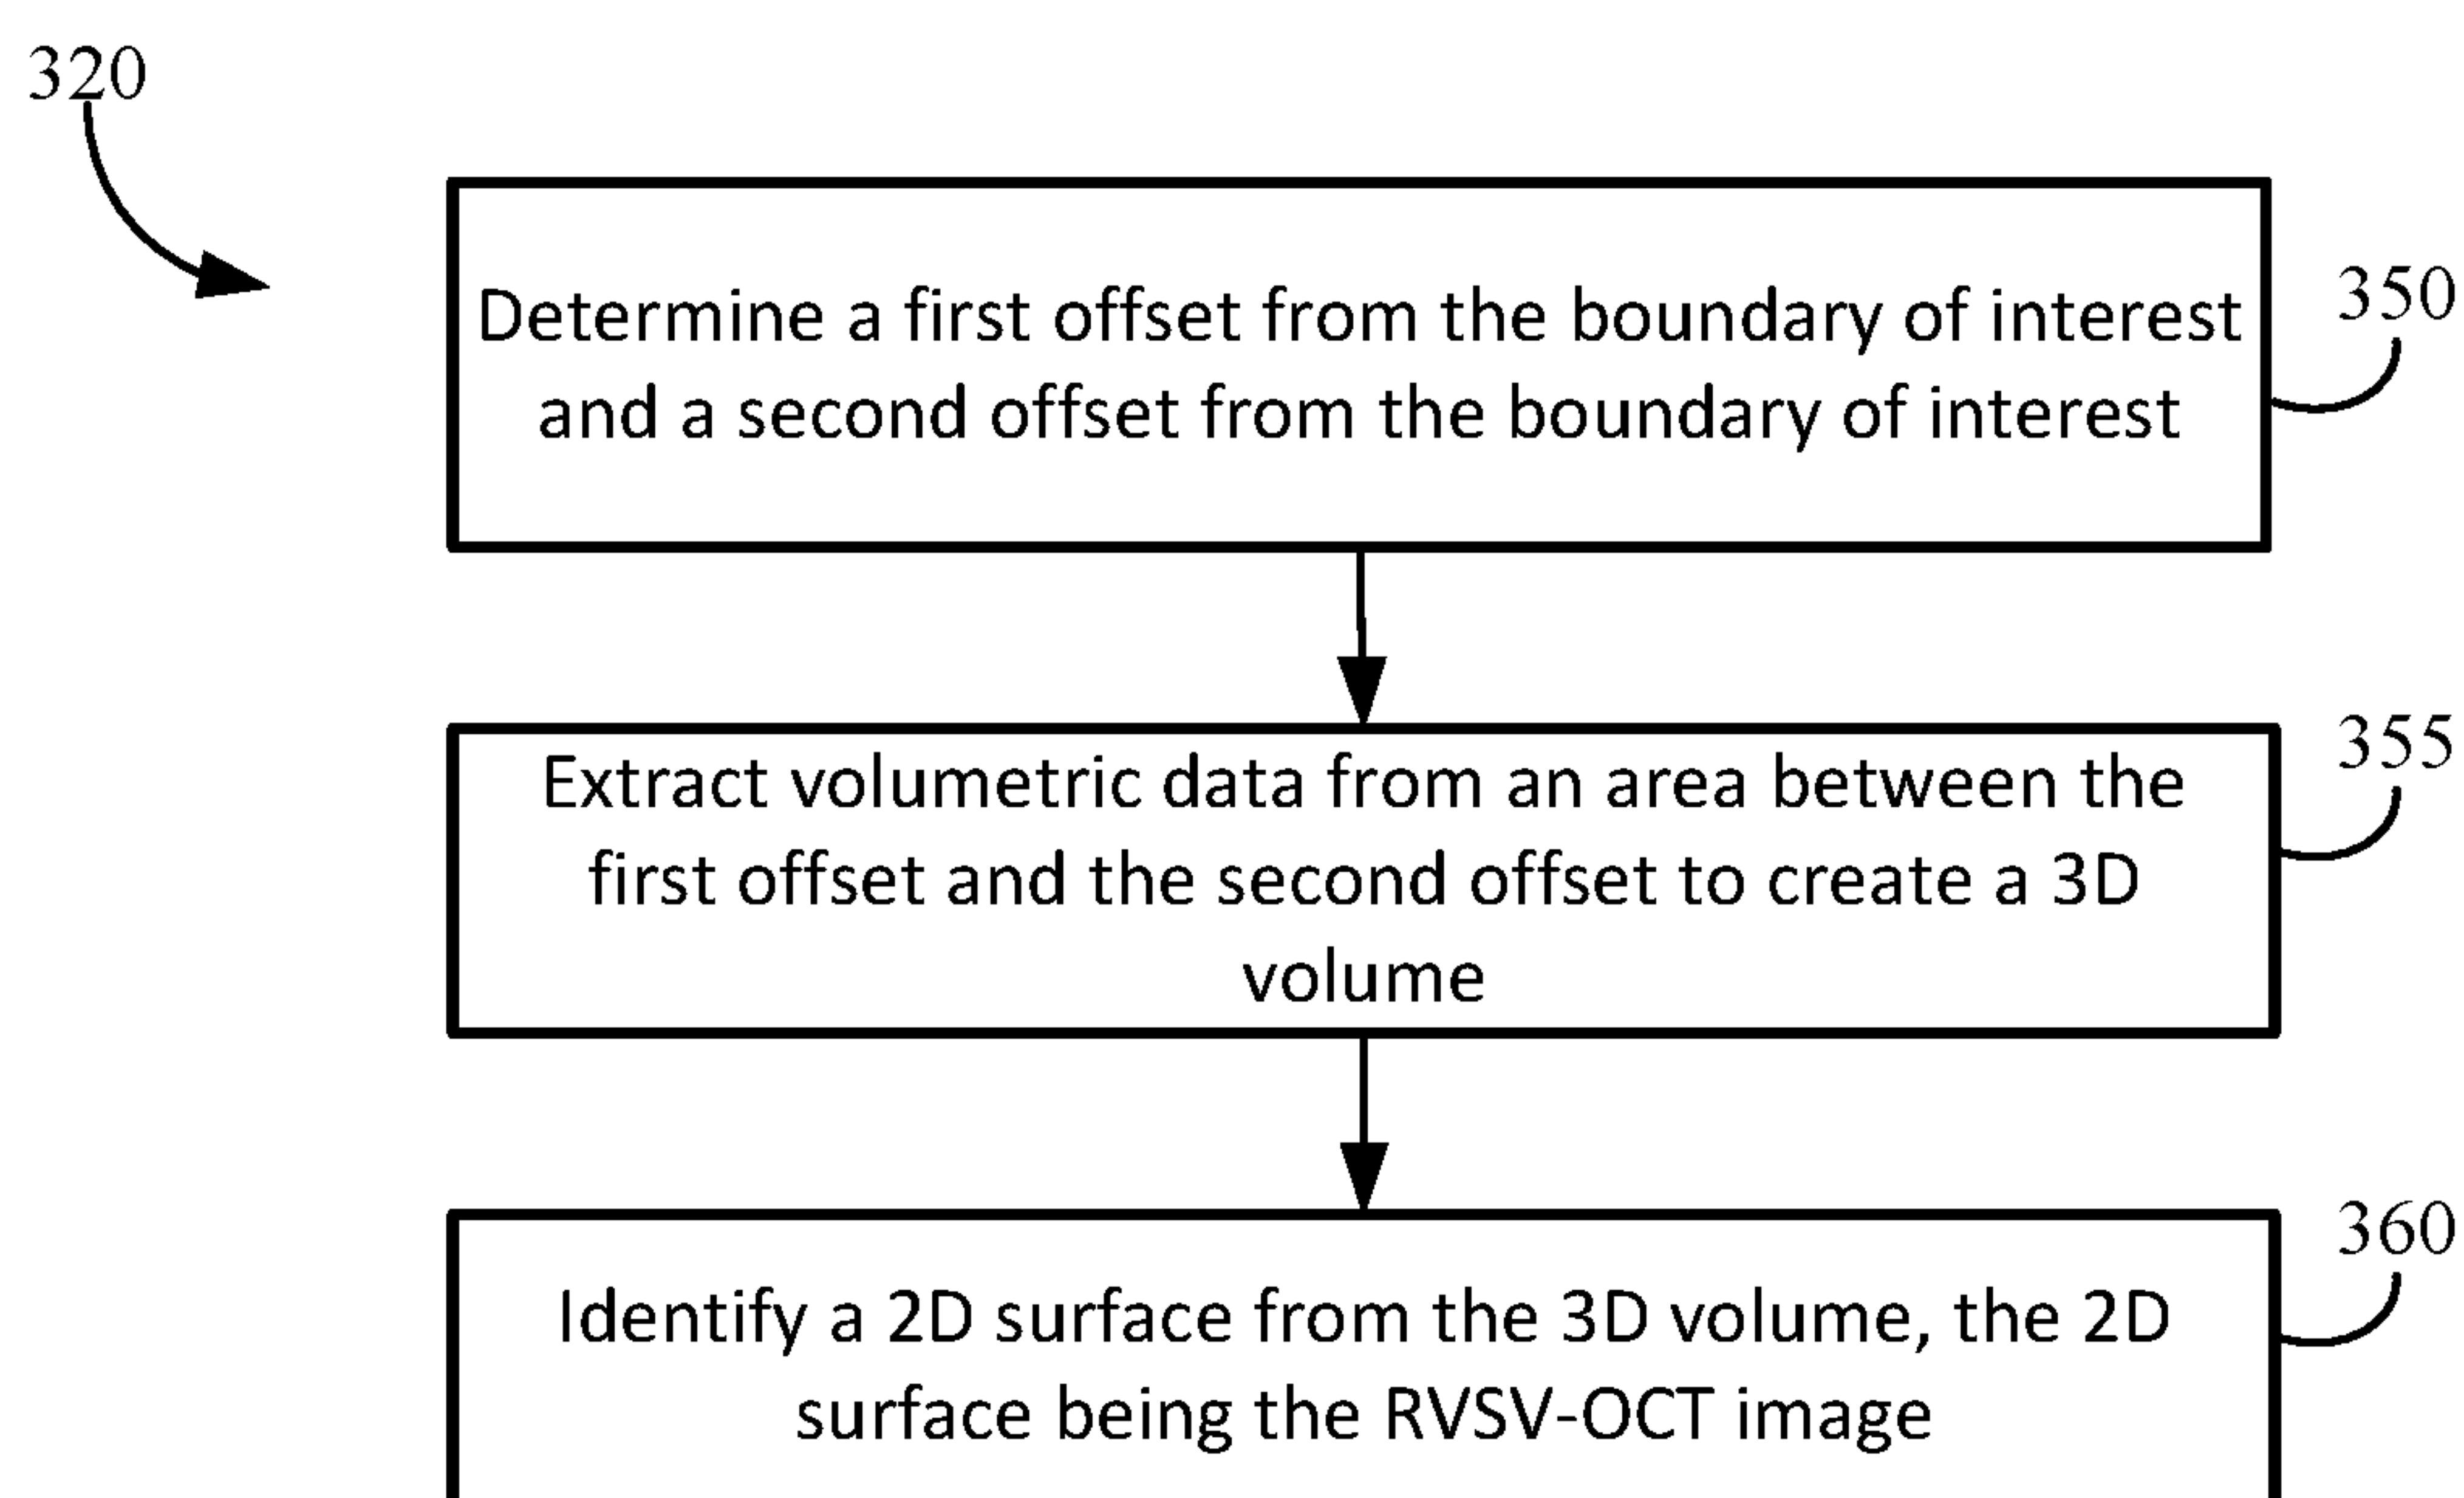 320
Determine a first offset from the boundary of interest
and a second offset from the boundary of interest
350
Extract volumetric data from an area between the
first offset and the second offset to create a 3D
volume
355
Identify a 2D surface from the 3D volume, the 2D
surface being the RVSV-OCT image
360